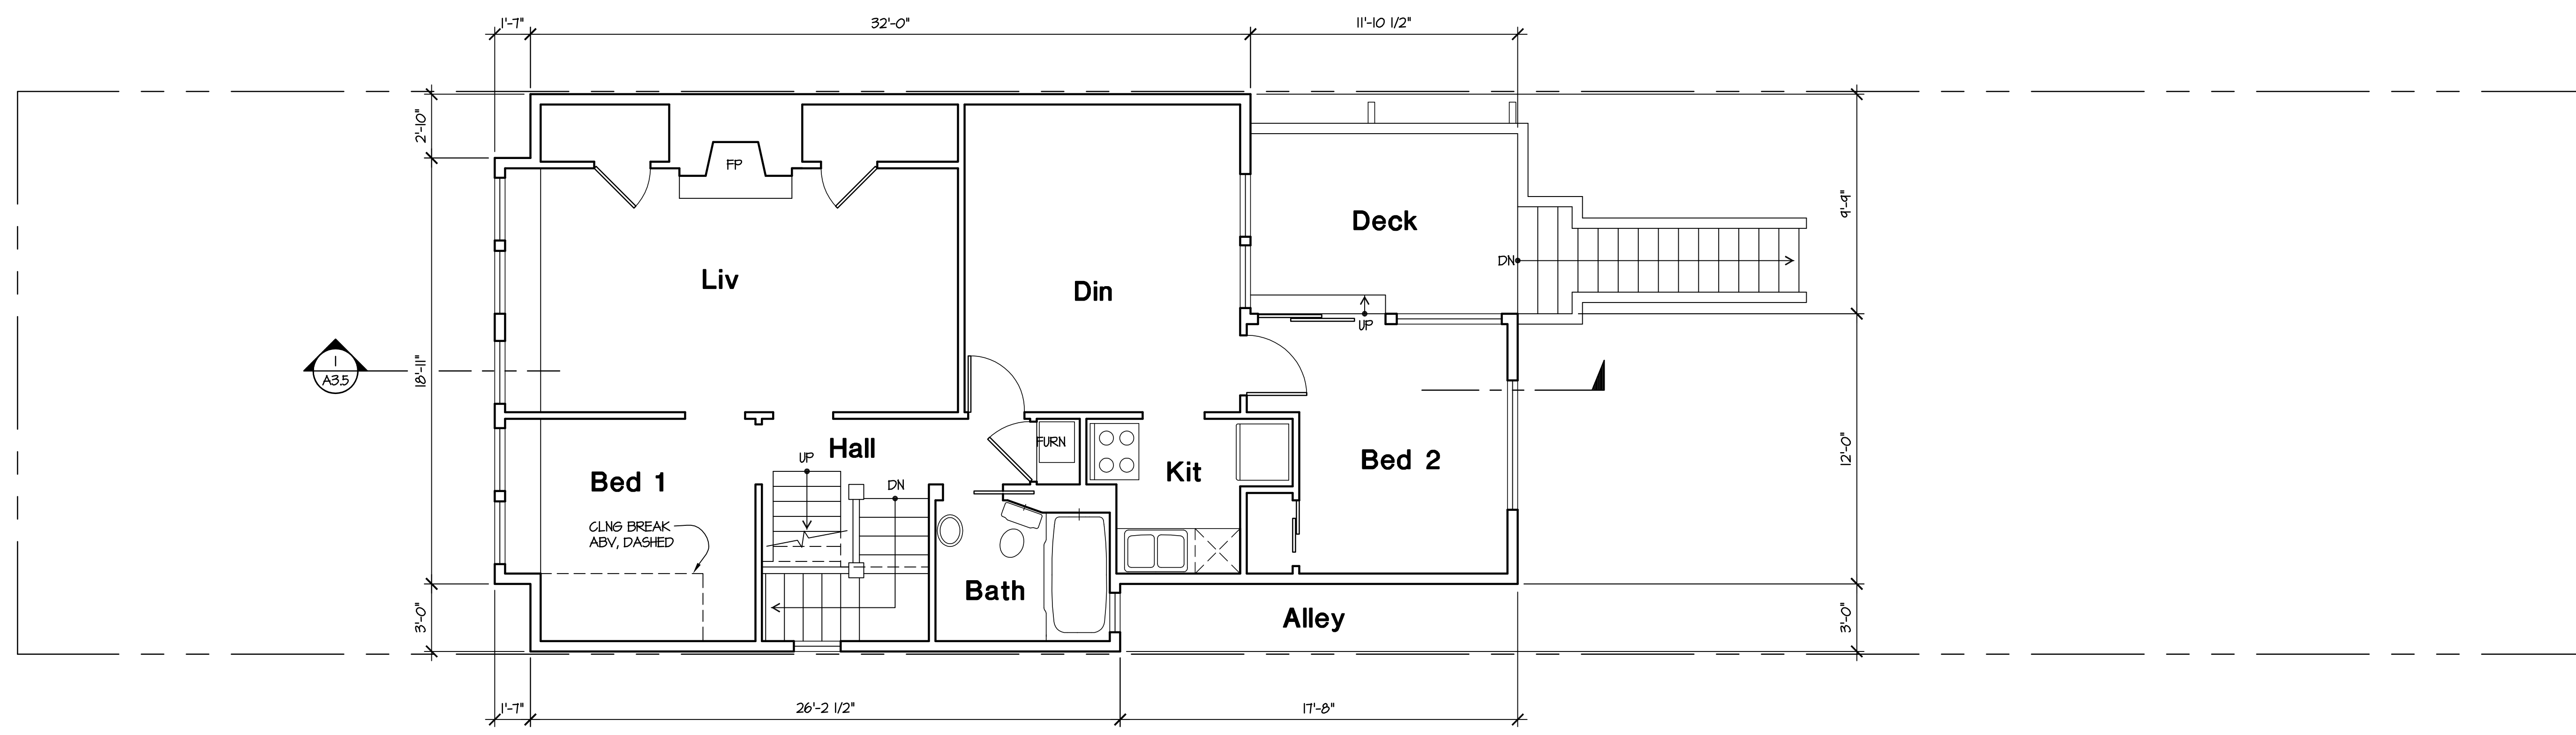 1'-7"
32'-0"
11'-10 1/2"
2'-10"
FP
9'-9"
Deck
DN
Liv
Din
UP
18'-11"
1
A3.5
Hall
FURN
UP
Bed 1
DN
Kit
Bed 2
12'-0"
CLNG BREAK
ABV, DASHED
Bath
Alley
3'-0"
3'-0"
1'-7"
26'-2 1/2"
17'-8"